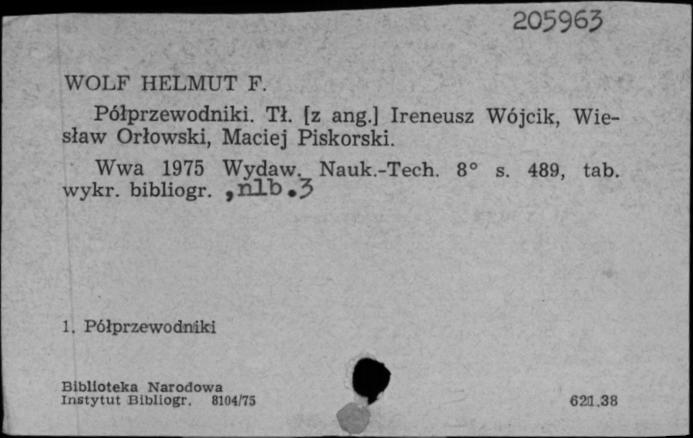 205963
WOLF HELMUT F.
Półprzewodniki. Tł. [z ang.] Ireneusz Wójcik, Wie-
sław Orłowski, Maciej Piskorski.
Wwa 1975 Wydaw. Nauk.-Tech. 8° s. 489, tab.
wykr. bibliogr. , nlb. 3
1. Półprzewodniki
Biblioteka Narodowa
Instytut Bibliogr. 8104/75
621.38